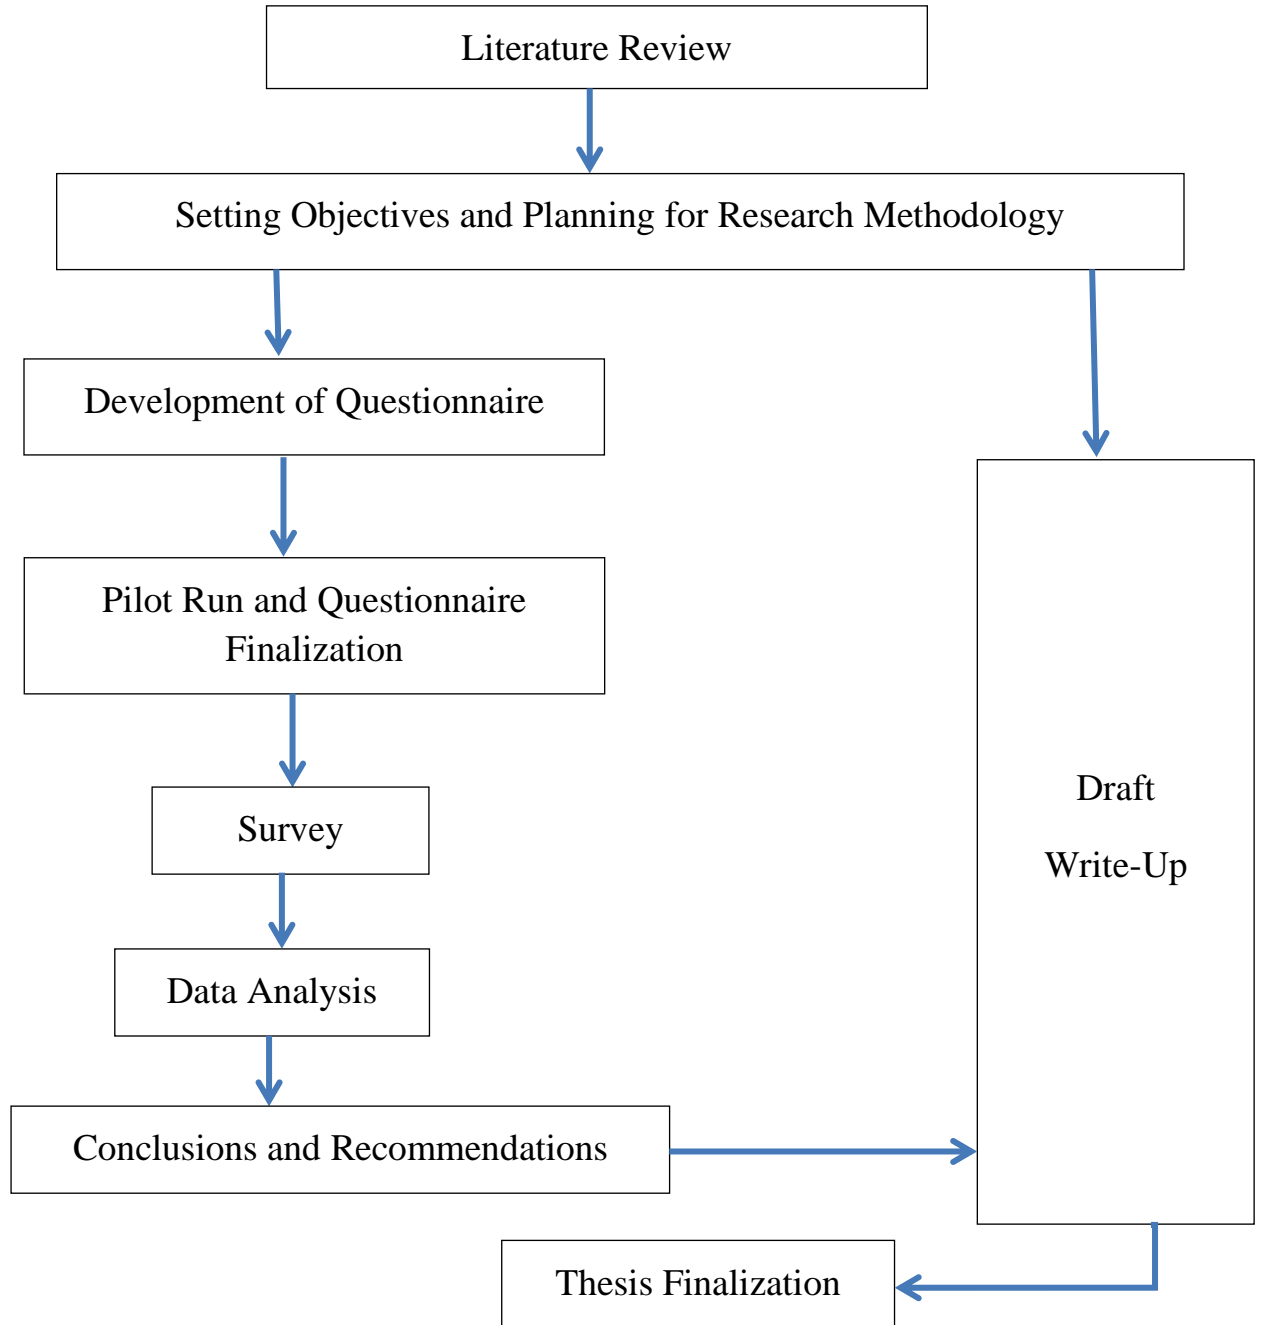 Literature Review
Setting Objectives and Planning for Research Methodology
Development of Questionnaire
Pilot Run and Questionnaire
Finalization
Survey
Data Analysis
Conclusions and Recommendations
Draft
Write-Up
Thesis Finalization